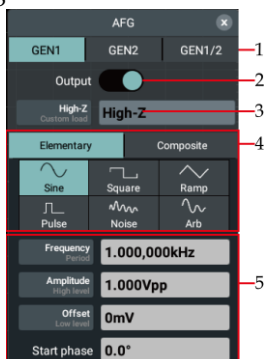 AFG
GEN1 GEN2 GEN1/2 1
Output 2
High-Z High-Z 3
Custom load
Elementary Composite 4
Sine Square Ramp
Pulse Noise Arb
Frequency 1.000,000kHz
Period
Amplitude 1.000Vpp 5
High level
Offset 0mV
Low level
Start phase 0.0°